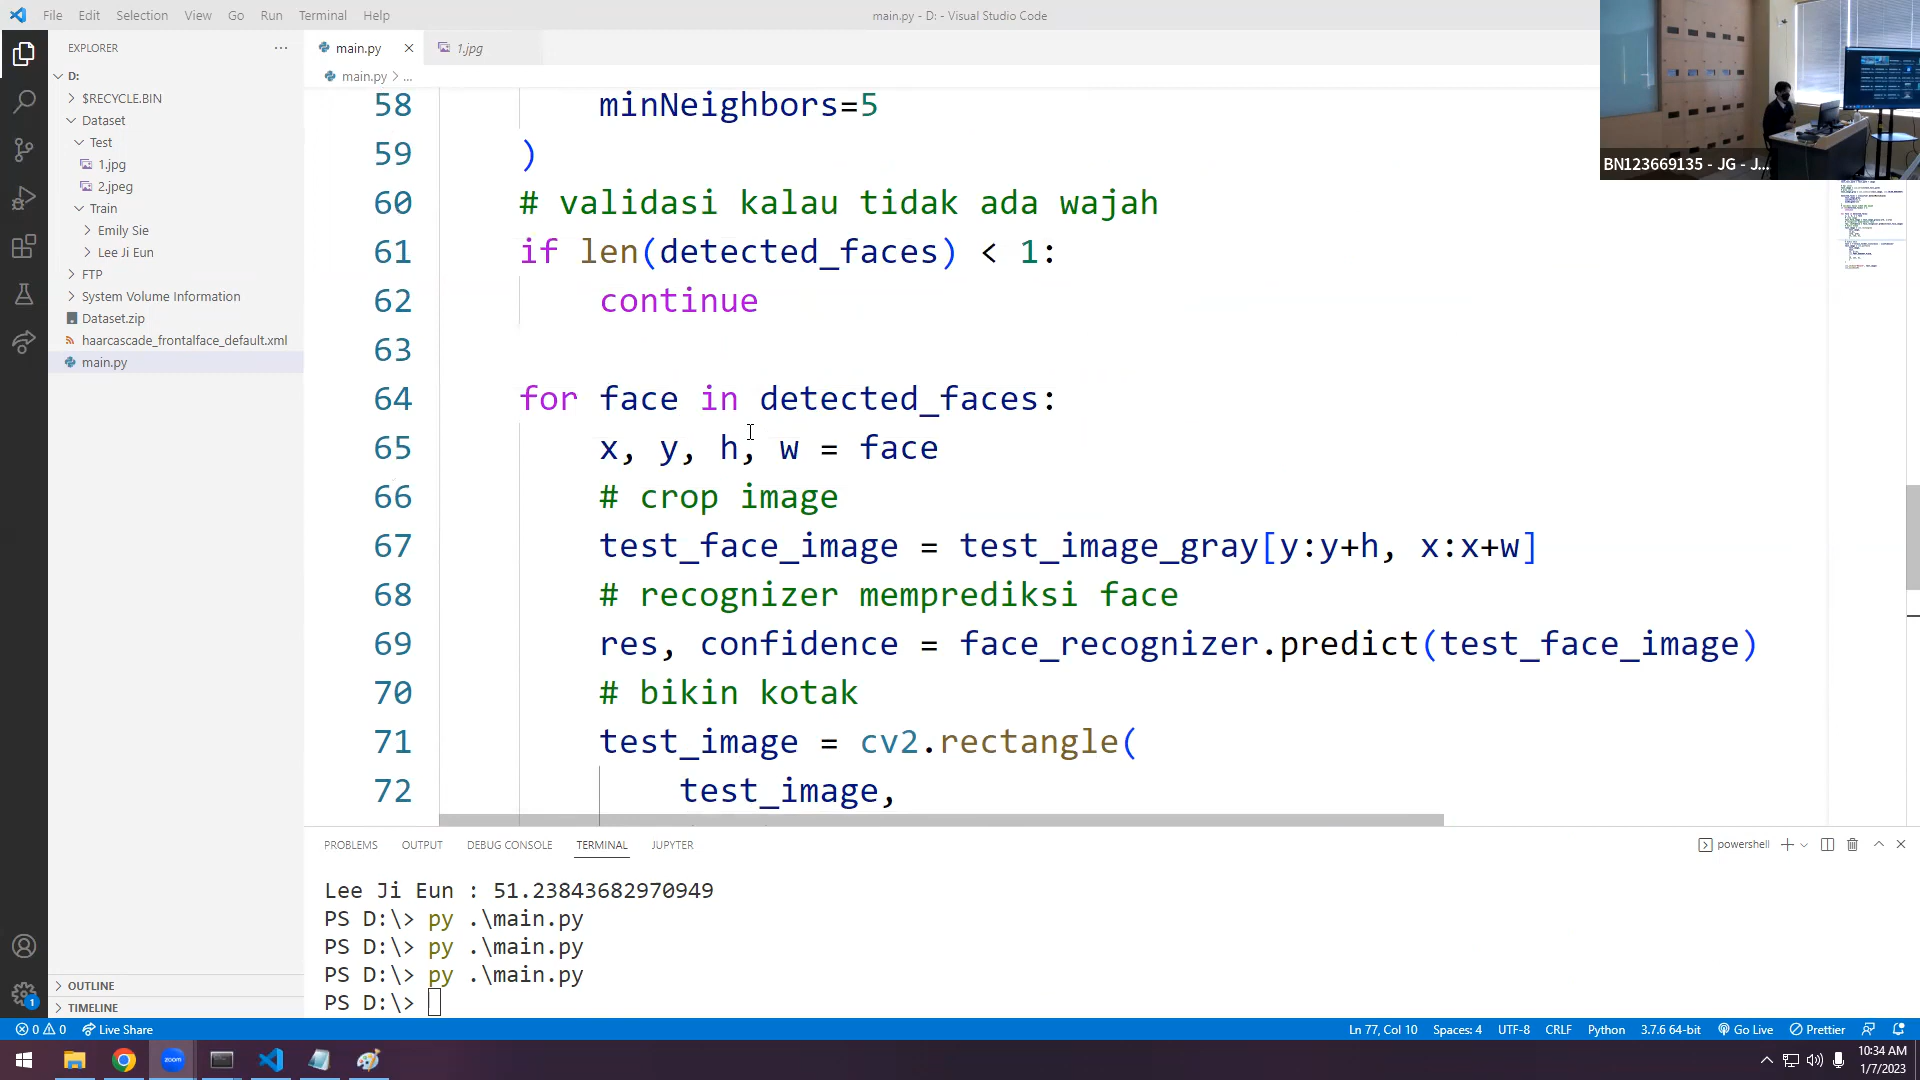 File Edit Selection View Go Run Terminal Help
main.py - D: - Visual Studio Code
EXPLORER
D:
$RECYCLE.BIN
Dataset
Test
1.jpg
2.jpeg
Train
Emily Sie
Lee Ji Eun
FTP
System Volume Information
Dataset.zip
haarcascade_frontalface_default.xml
main.py
OUTLINE
TIMELINE
main.py 1.jpg
main.py > ...
58 minNeighbors=5
59 )
60 # validasi kalau tidak ada wajah
61 if len(detected_faces) < 1:
62 continue
63
64 for face in detected_faces:
65 x, y, h, w = face
66 # crop image
67 test_face_image = test_image_gray[y:y+h, x:x+w]
68 # recognizer memprediksi face
69 res, confidence = face_recognizer.predict(test_face_image)
70 # bikin kotak
71 test_image = cv2.rectangle(
72 test_image,
BN123669135 - JG - J...
PROBLEMS OUTPUT DEBUG CONSOLE TERMINAL JUPYTER
powershell
Lee Ji Eun : 51.23843682970949
PS D:\> py .\main.py
PS D:\> py .\main.py
PS D:\> py .\main.py
PS D:\>
1
0 0 Live Share
Ln 77, Col 10 Spaces: 4 UTF-8 CRLF Python 3.7.6 64-bit Go Live Prettier
zoom
10:34 AM
1/7/2023